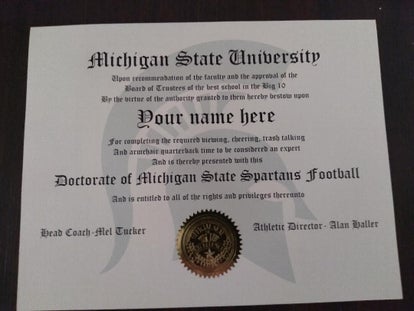 Michigan State University
Upon recommendation of the faculty and the approval of the
Board of Trustees of the best school in the Big 10
By the virtue of the authority granted to them hereby bestow upon
Your name here
For completing the required viewing, cheering, trash talking
And armchair quarterback time to be considered an expert
And is thereby presented with this
Doctorate of Michigan State Spartans Football
And is entitled to all of the rights and privileges thereunto
Head Coach-Mel Tucker
Athletic Director- Alan Haller